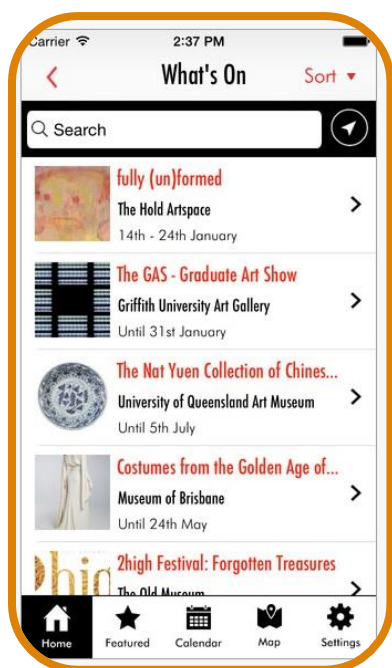 Carrier 2:37 PM
What's On Sort
Search
fully (un)formed
The Hold Artspace
14th - 24th January
The GAS - Graduate Art Show
Griffith University Art Gallery
Until 31st January
The Nat Yuen Collection of Chines...
University of Queensland Art Museum
Until 5th July
Costumes from the Golden Age of...
Museum of Brisbane
Until 24th May
2high Festival: Forgotten Treasures
The Old Museum
Home Featured Calendar Map Settings